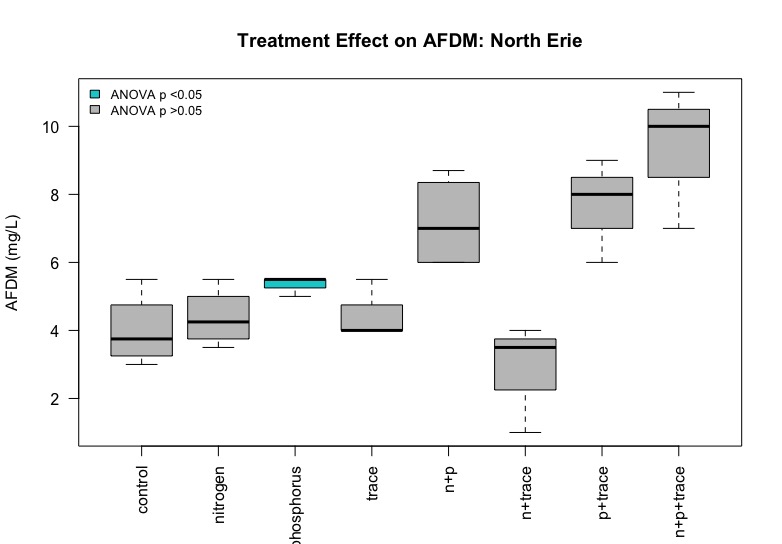 Treatment Effect on AFDM: North Erie
ANOVA p <0.05
ANOVA p >0.05
AFDM (mg/L)
10
8
6
4
2
control
nitrogen
phosphorus
trace
n+p
n+trace
p+trace
n+p+trace